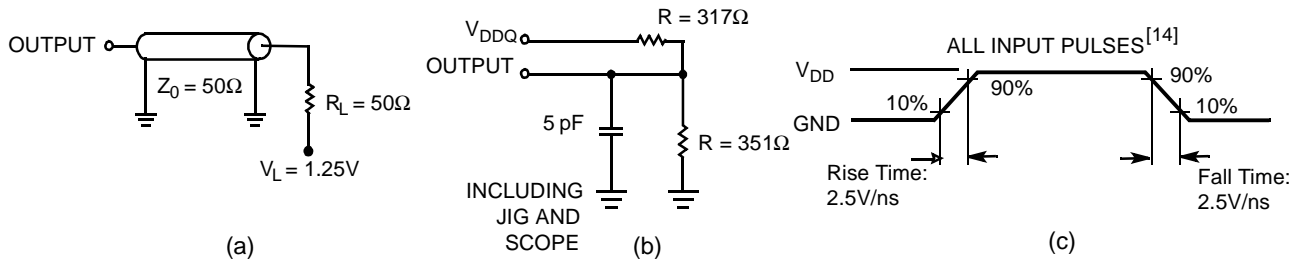 OUTPUT
Z0 = 50Ω
RL = 50Ω
VL = 1.25V
(a)
R = 317Ω
VDDQ
OUTPUT
5 pF
R = 351Ω
INCLUDING
JIG AND
SCOPE
(b)
ALL INPUT PULSES[14]
VDD
90%
90%
10%
10%
GND
Rise Time:
2.5V/ns
Fall Time:
2.5V/ns
(c)